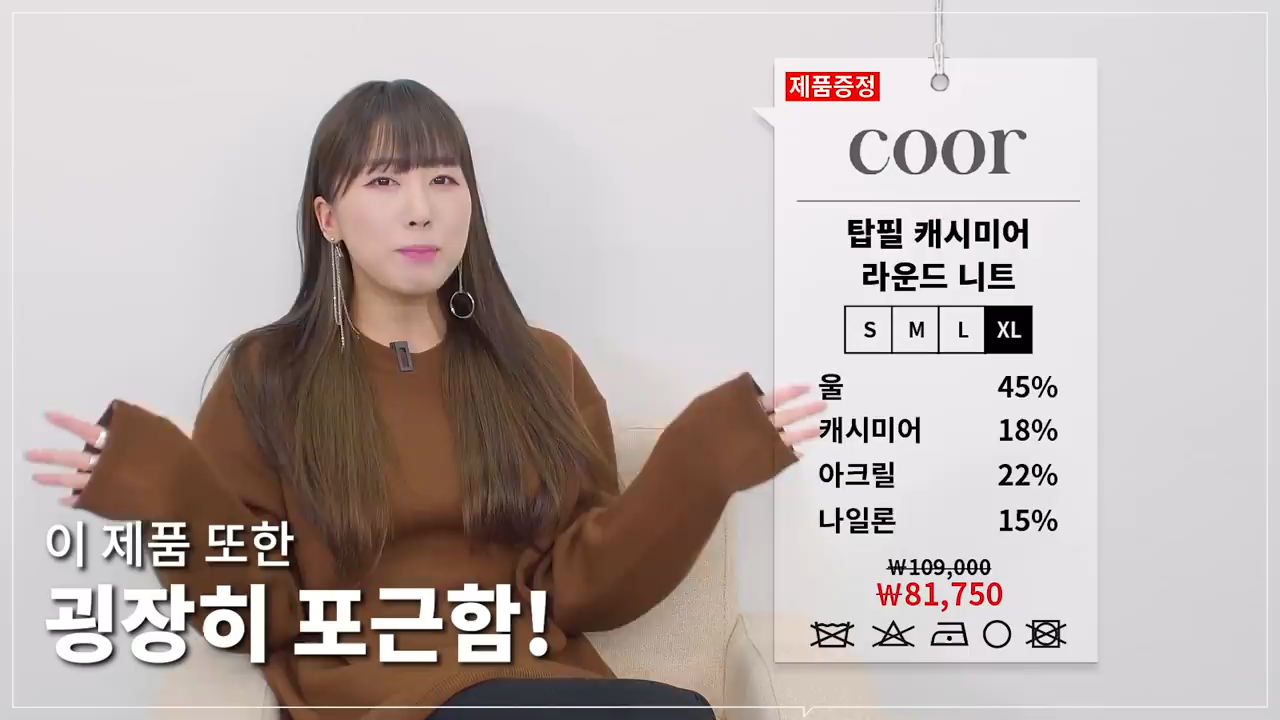 제품증정
coor
탑필 캐시미어
라운드 니트
S M L XL
울 45%
캐시미어 18%
아크릴 22%
나일론 15%
₩109,000
₩81,750
이 제품 또한
굉장히 포근함!